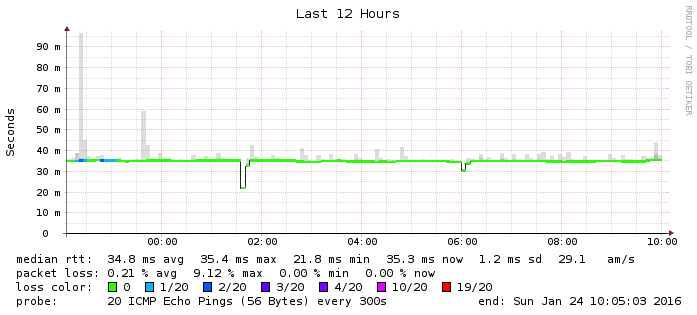 Last 12 Hours
RRDTOOL / TOBI OETIKER
Seconds
90 m
80 m
70 m
60 m
50 m
40 m
30 m
20 m
10 m
0
00:00 02:00 04:00 06:00 08:00 10:00
median rtt: 34.8 ms avg 35.4 ms max 21.8 ms min 35.3 ms now 1.2 ms sd 29.1 am/s
packet loss: 0.21 % avg 9.12 % max 0.00 % min 0.00 % now
loss color: 0 1/20 2/20 3/20 4/20 10/20 19/20
probe: 20 ICMP Echo Pings (56 Bytes) every 300s end: Sun Jan 24 10:05:03 2016